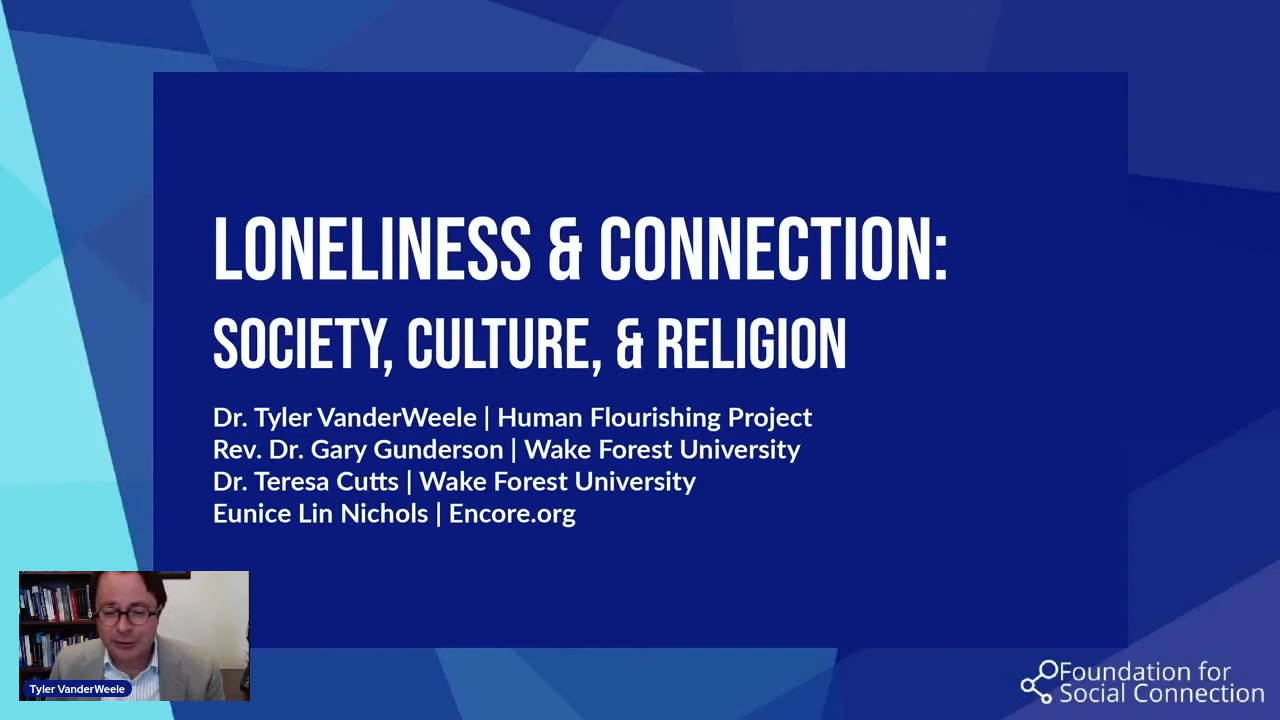 LONELINESS & CONNECTION:
SOCIETY, CULTURE, & RELIGION
Dr. Tyler VanderWeele | Human Flourishing Project
Rev. Dr. Gary Gunderson | Wake Forest University
Dr. Teresa Cutts | Wake Forest University
Eunice Lin Nichols | Encore.org
Tyler VanderWeele
Foundation for
Social Connection